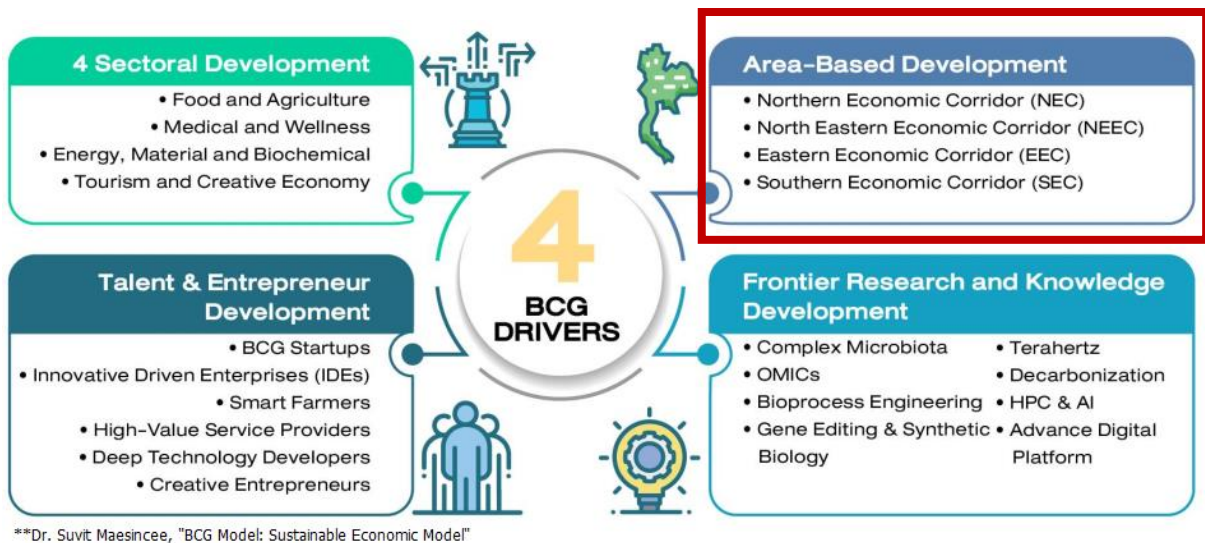 4 Sectoral Development
• Food and Agriculture
• Medical and Wellness
• Energy, Material and Biochemical
• Tourism and Creative Economy
Area-Based Development
• Northern Economic Corridor (NEC)
• North Eastern Economic Corridor (NEEC)
• Eastern Economic Corridor (EEC)
• Southern Economic Corridor (SEC)
4
BCG
DRIVERS
Talent & Entrepreneur
Development
• BCG Startups
• Innovative Driven Enterprises (IDEs)
• Smart Farmers
• High-Value Service Providers
• Deep Technology Developers
• Creative Entrepreneurs
Frontier Research and Knowledge
Development
• Complex Microbiota
• OMICs
• Bioprocess Engineering
• Gene Editing & Synthetic
Biology
• Terahertz
• Decarbonization
• HPC & AI
• Advance Digital
Platform
**Dr. Suvit Maesincee, "BCG Model: Sustainable Economic Model"